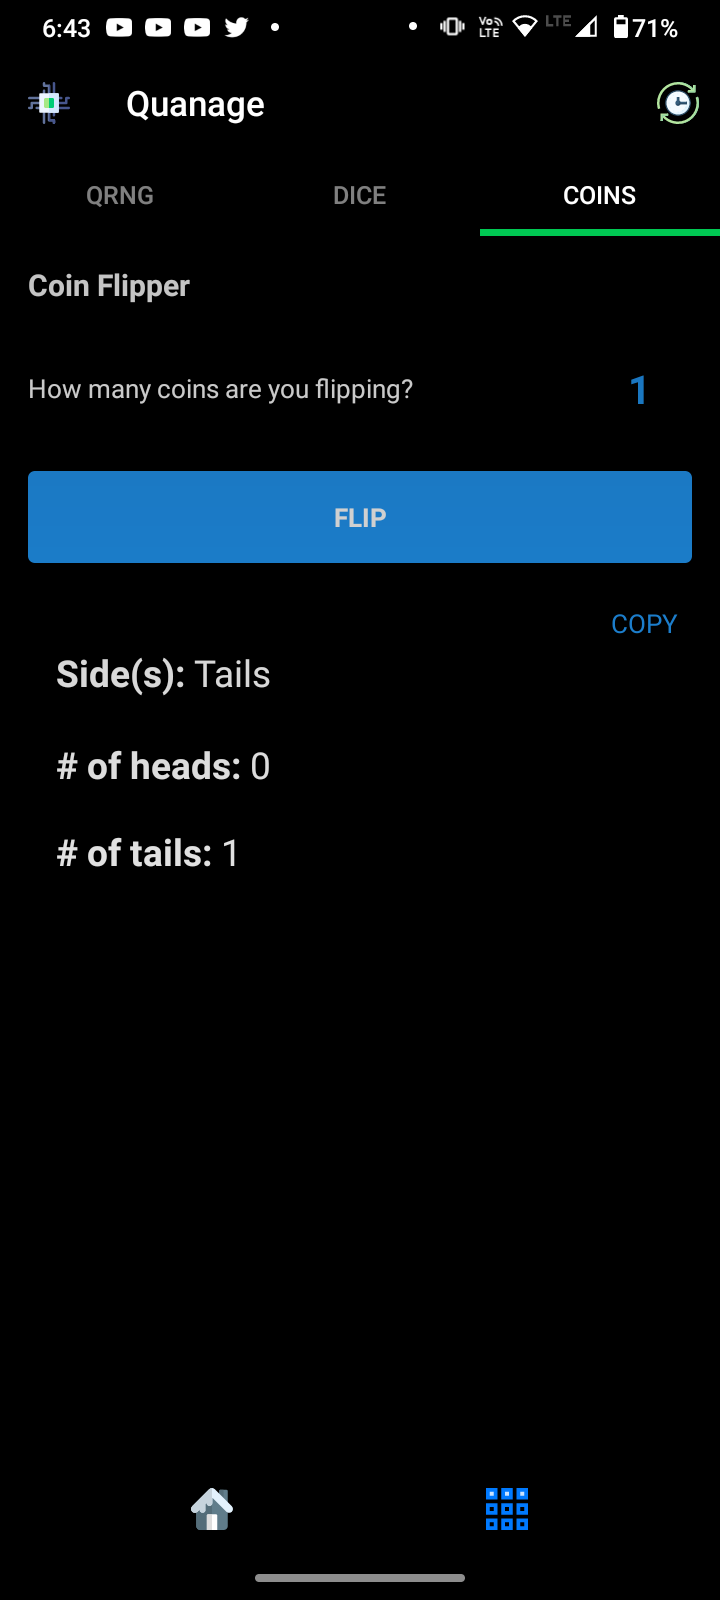 6:43 Vo LTE LTE 71%
Quanage
QRNG DICE COINS
Coin Flipper
How many coins are you flipping? 1
FLIP
COPY
Side(s): Tails
# of heads: 0
# of tails: 1